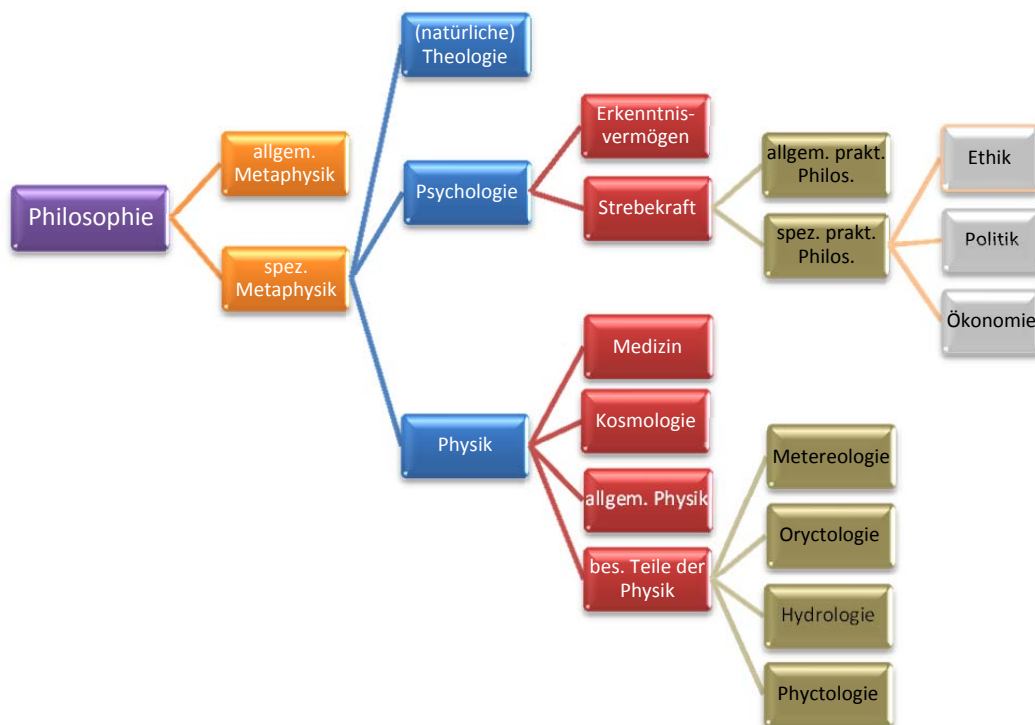 Philosophie
allgem.
Metaphysik
spez.
Metaphysik
(natürliche)
Theologie
Psychologie
Erkenntnis-
vermögen
Strebekraft
allgem. prakt.
Philos.
spez. prakt.
Philos.
Ethik
Politik
Ökonomie
Physik
Medizin
Kosmologie
allgem. Physik
bes. Teile der
Physik
Metereologie
Oryctologie
Hydrologie
Phyctologie